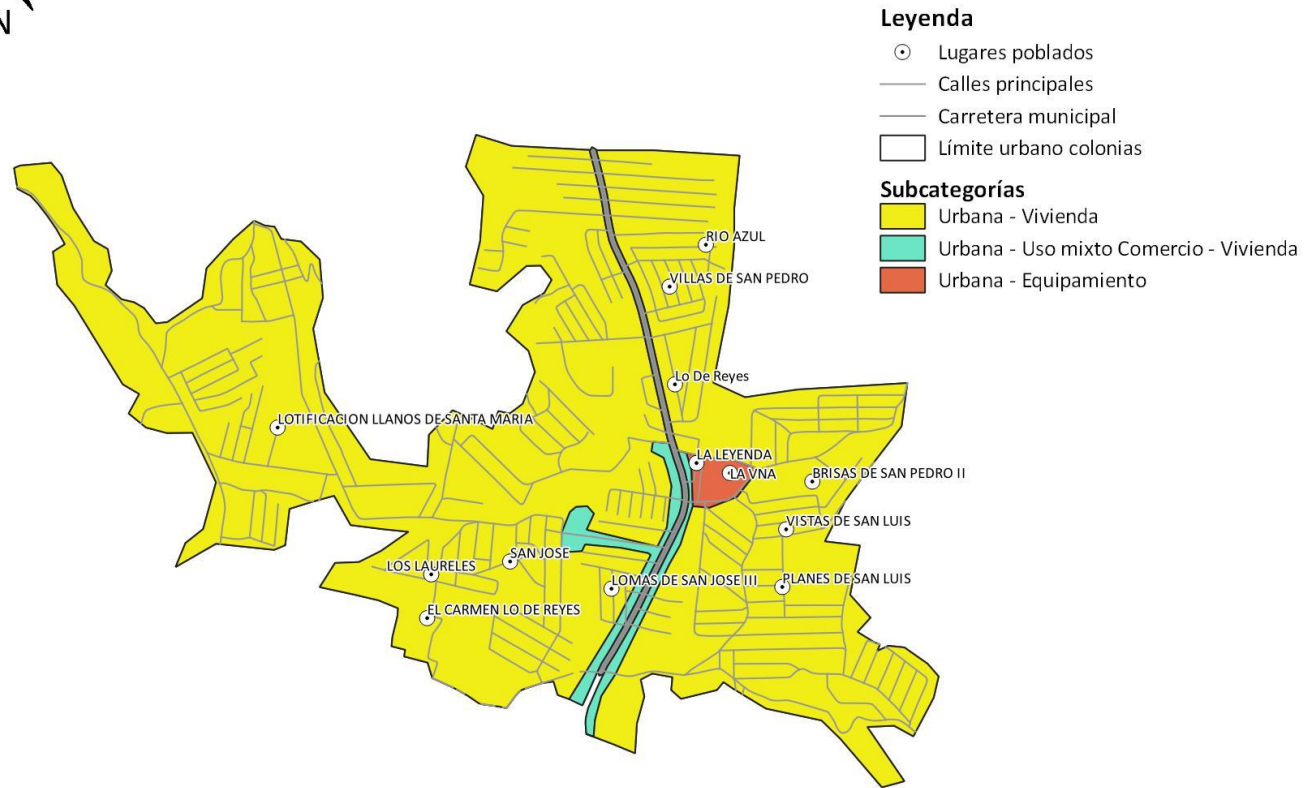 N
Leyenda
Lugares poblados
Calles principales
Carretera municipal
Límite urbano colonias
Subcategorías
Urbana - Vivienda
Urbana - Uso mixto Comercio - Vivienda
Urbana - Equipamiento
RIO AZUL
VILLAS DE SAN PEDRO
Lo De Reyes
LOTIFICACION LLANOS DE SANTA MARIA
LA LEYENDA
LA VNA
BRISAS DE SAN PEDRO II
VISTAS DE SAN LUIS
SAN JOSE
LOS LAURELES
LOMAS DE SAN JOSE III
PLANES DE SAN LUIS
EL CARMEN LO DE REYES